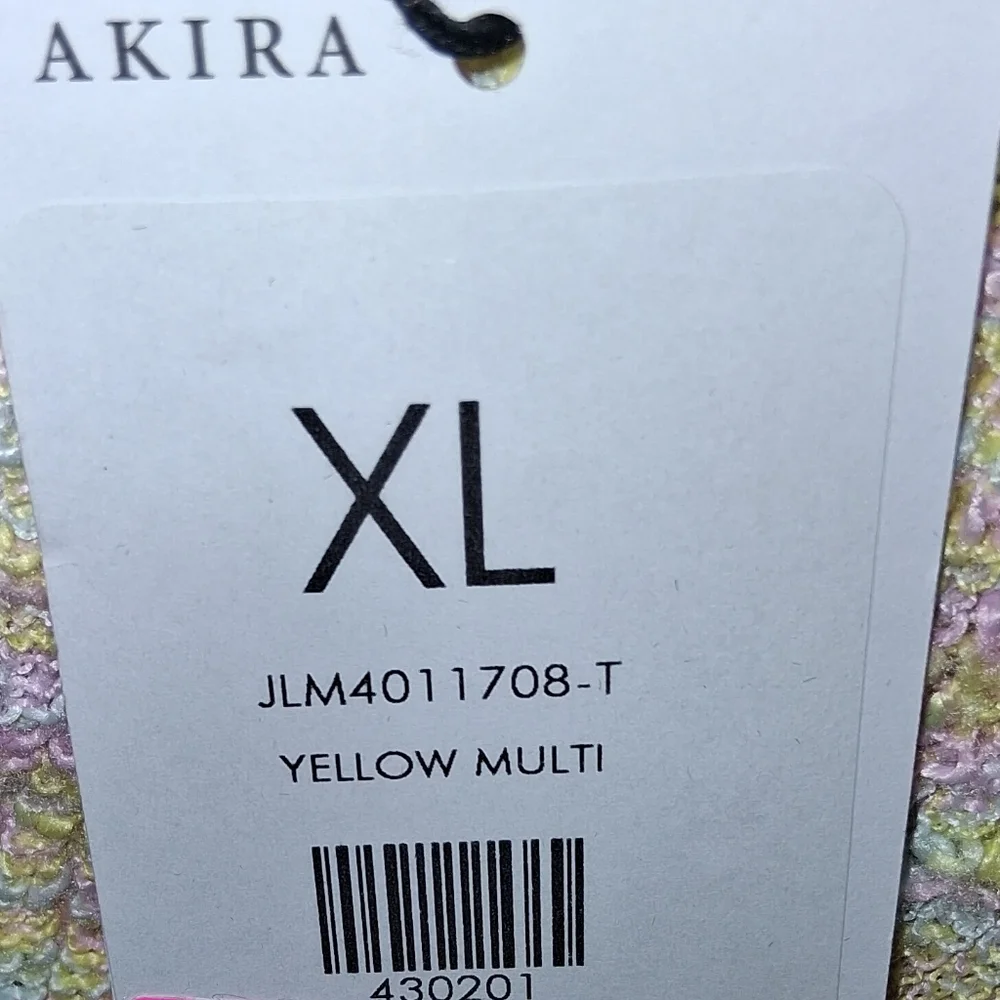 AKIRA
XL
JLM4011708-T
YELLOW MULTI
430201